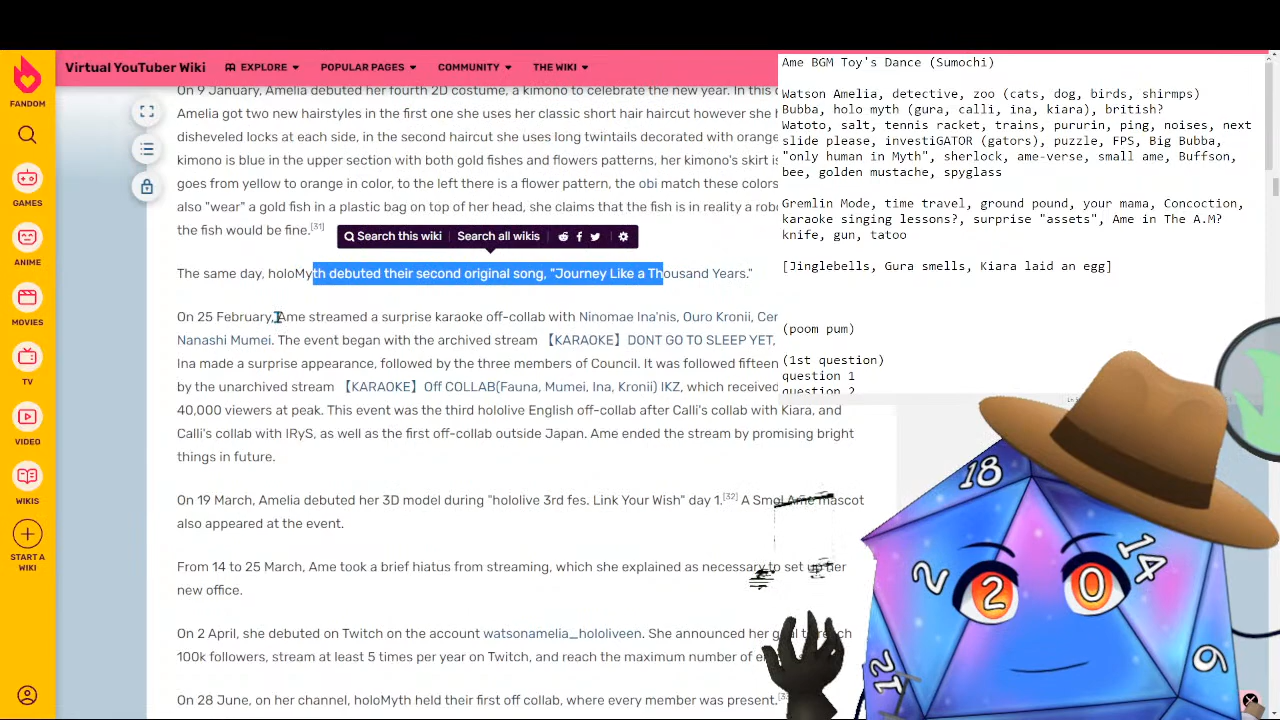 Virtual YouTuber Wiki
EXPLORE
POPULAR PAGES
COMMUNITY
THE WIKI
FANDOM
GAMES
ANIME
MOVIES
TV
VIDEO
WIKIS
START A
WIKI
On 9 January, Amelia debuted her fourth 2D costume, a kimono to celebrate the new year. In this
Amelia got two new hairstyles in the first one she uses her classic short hair haircut however she
disheveled locks at each side, in the second haircut she uses long twintails decorated with orange
kimono is blue in the upper section with both gold fishes and flowers patterns, her kimono's skirt is
goes from yellow to orange in color, to the left there is a flower pattern, the obi match these colors
also "wear" a gold fish in a plastic bag on top of her head, she claims that the fish is in reality a
the fish would be fine.[31]
Search this wiki
Search all wikis
The same day, holoMyth debuted their second original song, "Journey Like a Thousand Years."
On 25 February, Ame streamed a surprise karaoke off-collab with Ninomae Ina'nis, Ouro Kronii,
Nanashi Mumei. The event began with the archived stream 【KARAOKE】DONT GO TO SLEEP YET,
Ina made a surprise appearance, followed by the three members of Council. It was followed fifteen
by the unarchived stream 【KARAOKE】Off COLLAB(Fauna, Mumei, Ina, Kronii) IKZ, which received
40,000 viewers at peak. This event was the third hololive English off-collab after Calli's collab with Kiara, and
Calli's collab with IRyS, as well as the first off-collab outside Japan. Ame ended the stream by promising bright
things in future.
On 19 March, Amelia debuted her 3D model during "hololive 3rd fes. Link Your Wish" day 1.[32] A Smol Ame mascot
also appeared at the event.
From 14 to 25 March, Ame took a brief hiatus from streaming, which she explained as necessary to set up her
new office.
On 2 April, she debuted on Twitch on the account watsonamelia_hololiveen. She announced her goal to reach
100k followers, stream at least 5 times per year on Twitch, and reach the maximum number of
On 28 June, on her channel, holoMyth held their first off collab, where every member was present.
Ame BGM Toy's Dance (Sumochi)
Watson Amelia, detective, zoo (cats, dog, birds, shirmps)
Bubba, holo myth (gura, calli, ina, kiara), british?
Watoto, salt, tennis racket, trains, pururin, ping, noises, next
slide please, investiGATOR (gators), puzzle, FPS, Big Bubba,
"only human in Myth", sherlock, ame-verse, small ame, Buffson,
bee, golden mustache, spyglass
Gremlin Mode, time travel, ground pound, your mama, Concoction,
karaoke singing lessons?, surprise "assets", Ame in The A.M?
knife, gun, tatoo
[Jinglebells, Gura smells, Kiara laid an egg]
(poom pum)
(1st question)
question 1
question 2
18
2
14
20
0
12
6